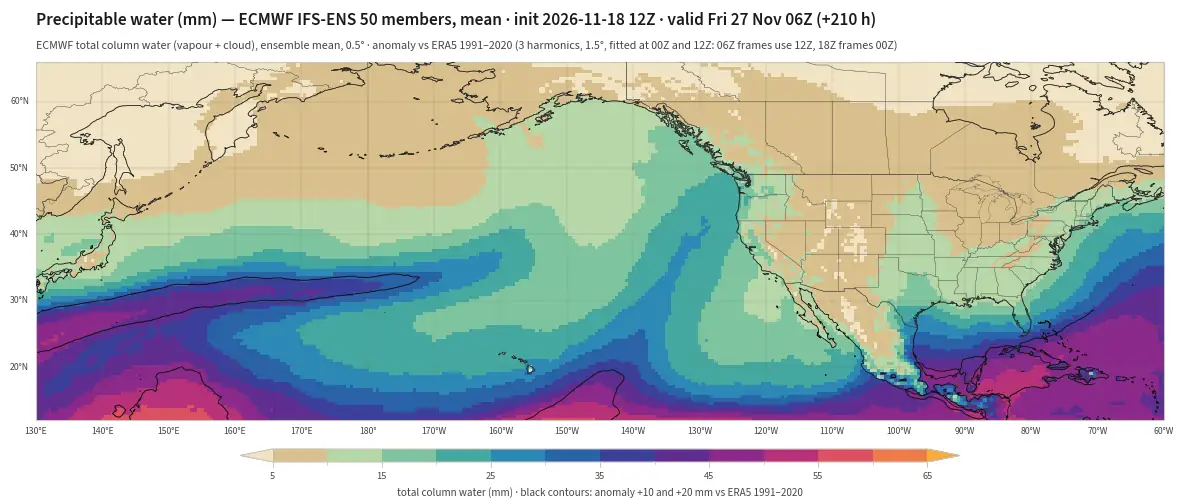 Precipitable water (mm) — ECMWF IFS-ENS 50 members, mean · init 2026-11-18 12Z · valid Fri 27 Nov 06Z (+210 h)
ECMWF total column water (vapour + cloud), ensemble mean, 0.5° · anomaly vs ERA5 1991–2020 (3 harmonics, 1.5°, fitted at 00Z and 12Z: 06Z frames use 12Z, 18Z frames 00Z)
60°N
50°N
40°N
30°N
20°N
130°E 140°E 150°E 160°E 170°E 180° 170°W 160°W 150°W 140°W 130°W 120°W 110°W 100°W 90°W 80°W 70°W 60°W
5 15 25 35 45 55 65
total column water (mm) · black contours: anomaly +10 and +20 mm vs ERA5 1991–2020